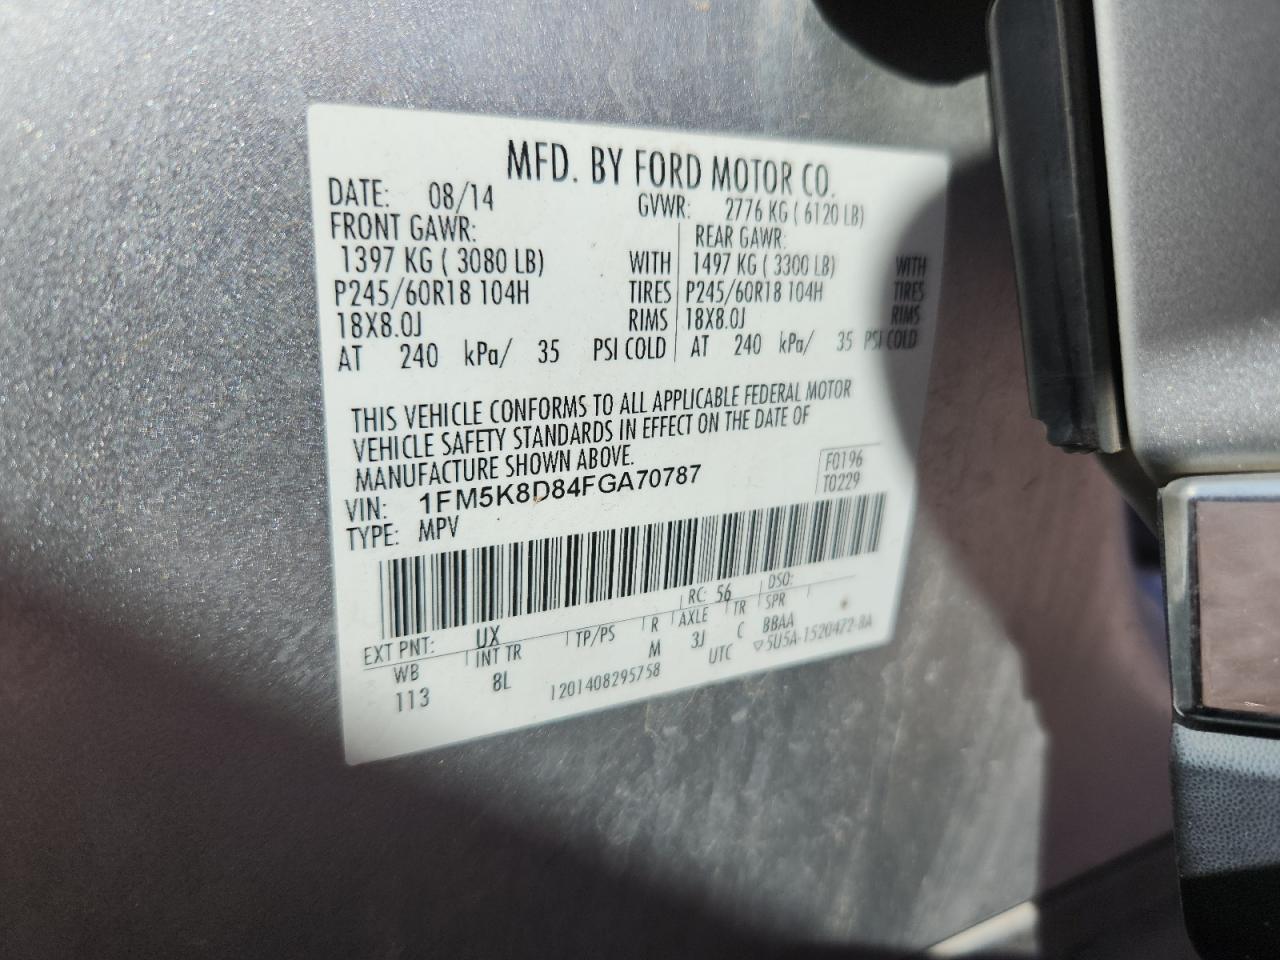 MFD. BY FORD MOTOR CO.
DATE: 08/14 GVWR: 2776 KG ( 6120 LB)
FRONT GAWR: REAR GAWR:
1397 KG ( 3080 LB) WITH 1497 KG ( 3300 LB) WITH
P245/60R18 104H TIRES P245/60R18 104H TIRES
18X8.0J RIMS 18X8.0J RIMS
AT 240 kPa/ 35 PSI COLD AT 240 kPa/ 35 PSI COLD
THIS VEHICLE CONFORMS TO ALL APPLICABLE FEDERAL MOTOR
VEHICLE SAFETY STANDARDS IN EFFECT ON THE DATE OF
MANUFACTURE SHOWN ABOVE.
VIN: 1FM5K8D84FGA70787 F0196
TYPE: MPV T0229
EXT PNT: UX RC: 56 DSO:
WB INT TR TP/PS R AXLE TR SPR
113 8L M 3J C BBAA
1201408295758 UTC ▽5U5A-1520472-BA